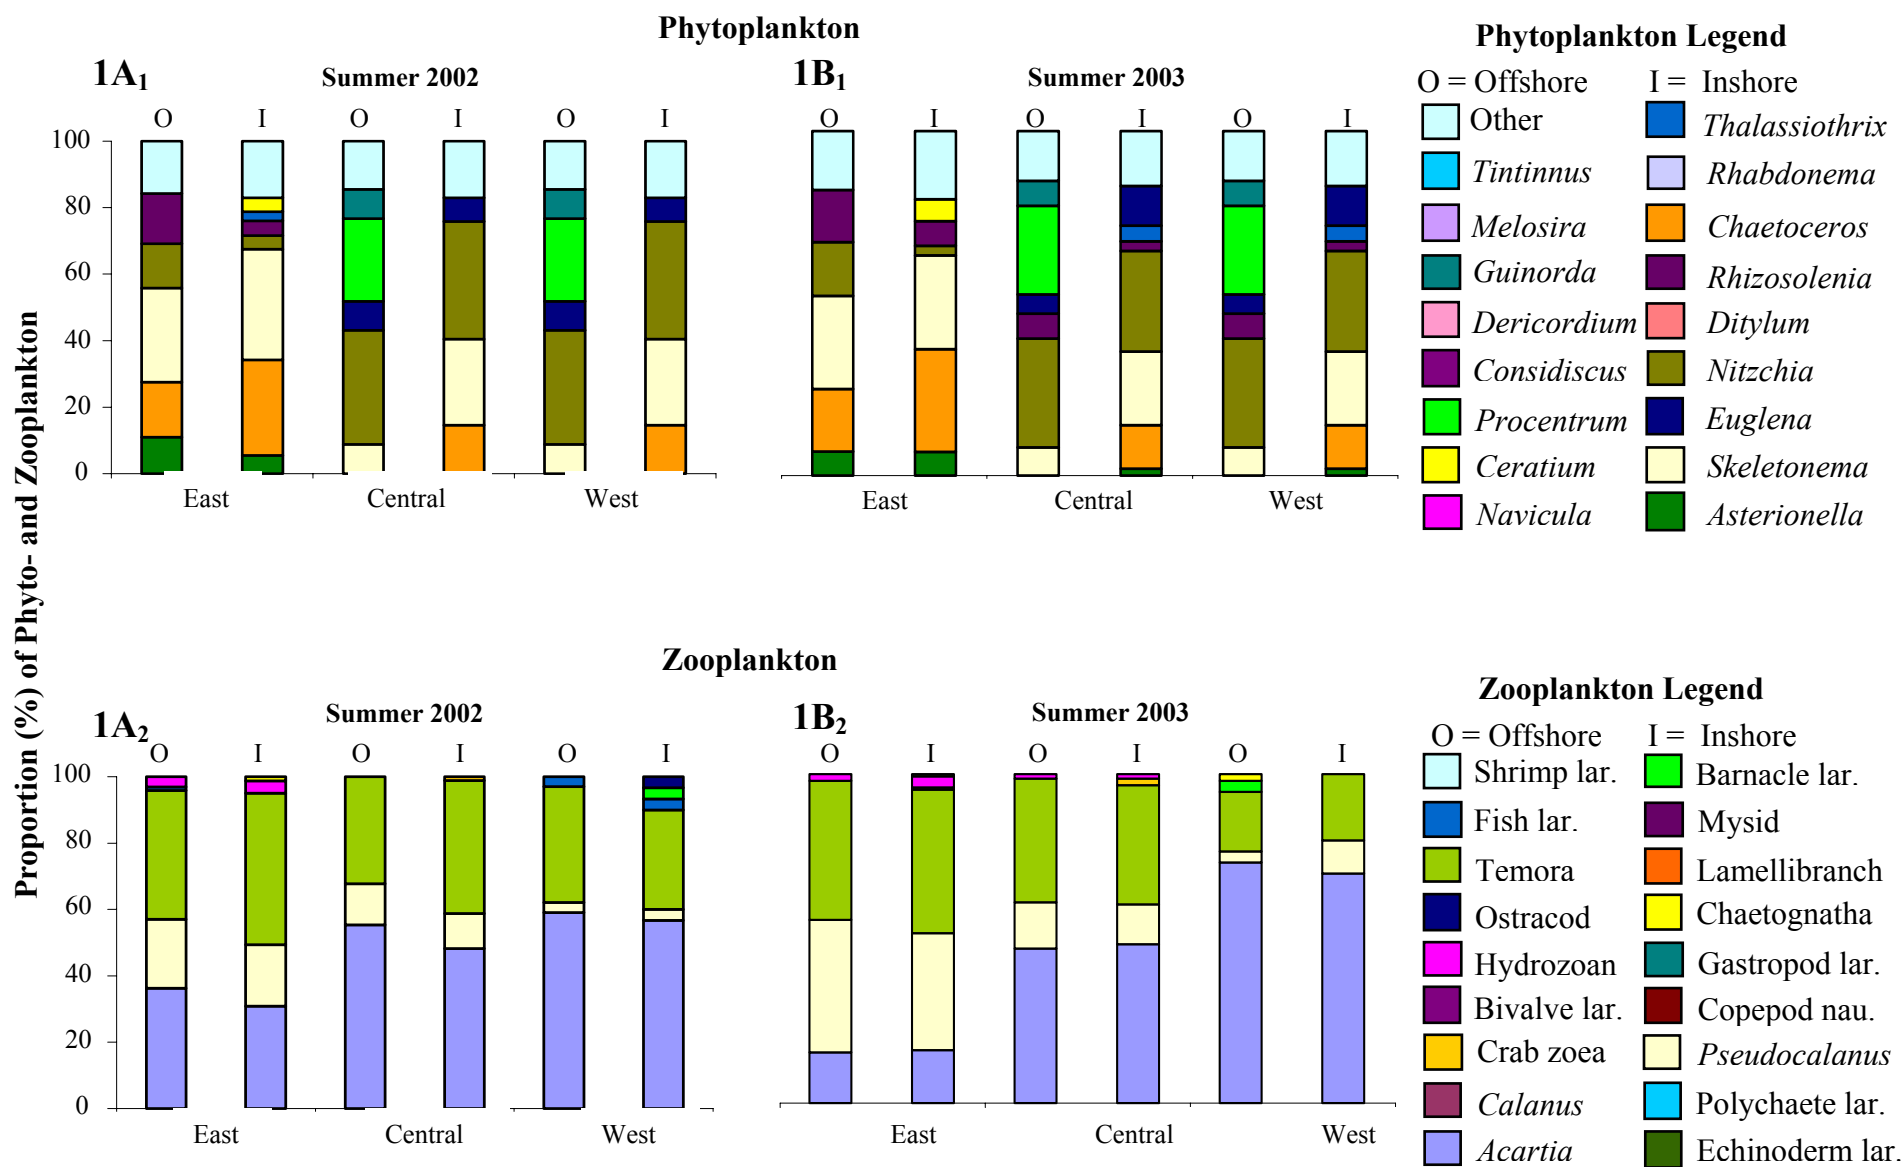 Phytoplankton
1A1 Summer 2002
O I O I O I
100
80
60
40
20
0
East Central West
1B1 Summer 2003
O I O I O I
East Central West
Phytoplankton Legend
O = Offshore I = Inshore
Other Thalassiothrix
Tintinnus Rhabdonema
Melosira Chaetoceros
Guinorda Rhizosolenia
Dericordium Ditylum
Considiscus Nitzchia
Procentrum Euglena
Ceratium Skeletonema
Navicula Asterionella
Proportion (%) of Phyto- and Zooplankton
Zooplankton
1A2 Summer 2002
O I O I O I
100
80
60
40
20
0
East Central West
1B2 Summer 2003
O I O I O I
East Central West
Zooplankton Legend
O = Offshore I = Inshore
Shrimp lar. Barnacle lar.
Fish lar. Mysid
Temora Lamellibranch
Ostracod Chaetognatha
Hydrozoan Gastropod lar.
Bivalve lar. Copepod nau.
Crab zoea Pseudocalanus
Calanus Polychaete lar.
Acartia Echinoderm lar.